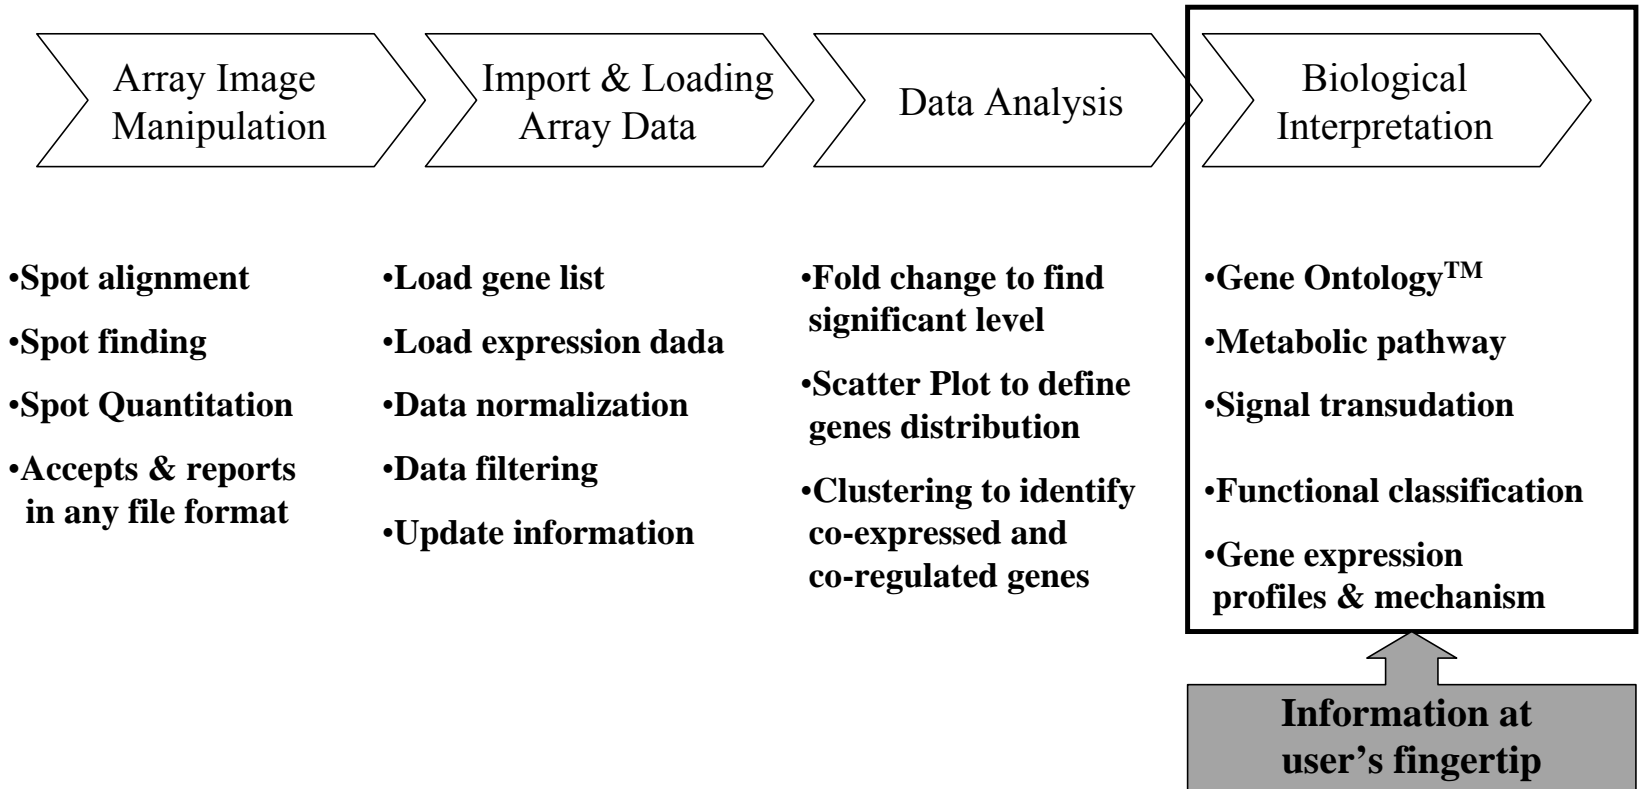 Array Image
Manipulation
Import & Loading
Array Data
Data Analysis
Biological
Interpretation
•Spot alignment
•Spot finding
•Spot Quantitation
•Accepts & reports
in any file format
•Load gene list
•Load expression dada
•Data normalization
•Data filtering
•Update information
•Fold change to find
significant level
•Scatter Plot to define
genes distribution
•Clustering to identify
co-expressed and
co-regulated genes
•Gene Ontology™
•Metabolic pathway
•Signal transudation
•Functional classification
•Gene expression
profiles & mechanism
Information at
user’s fingertip